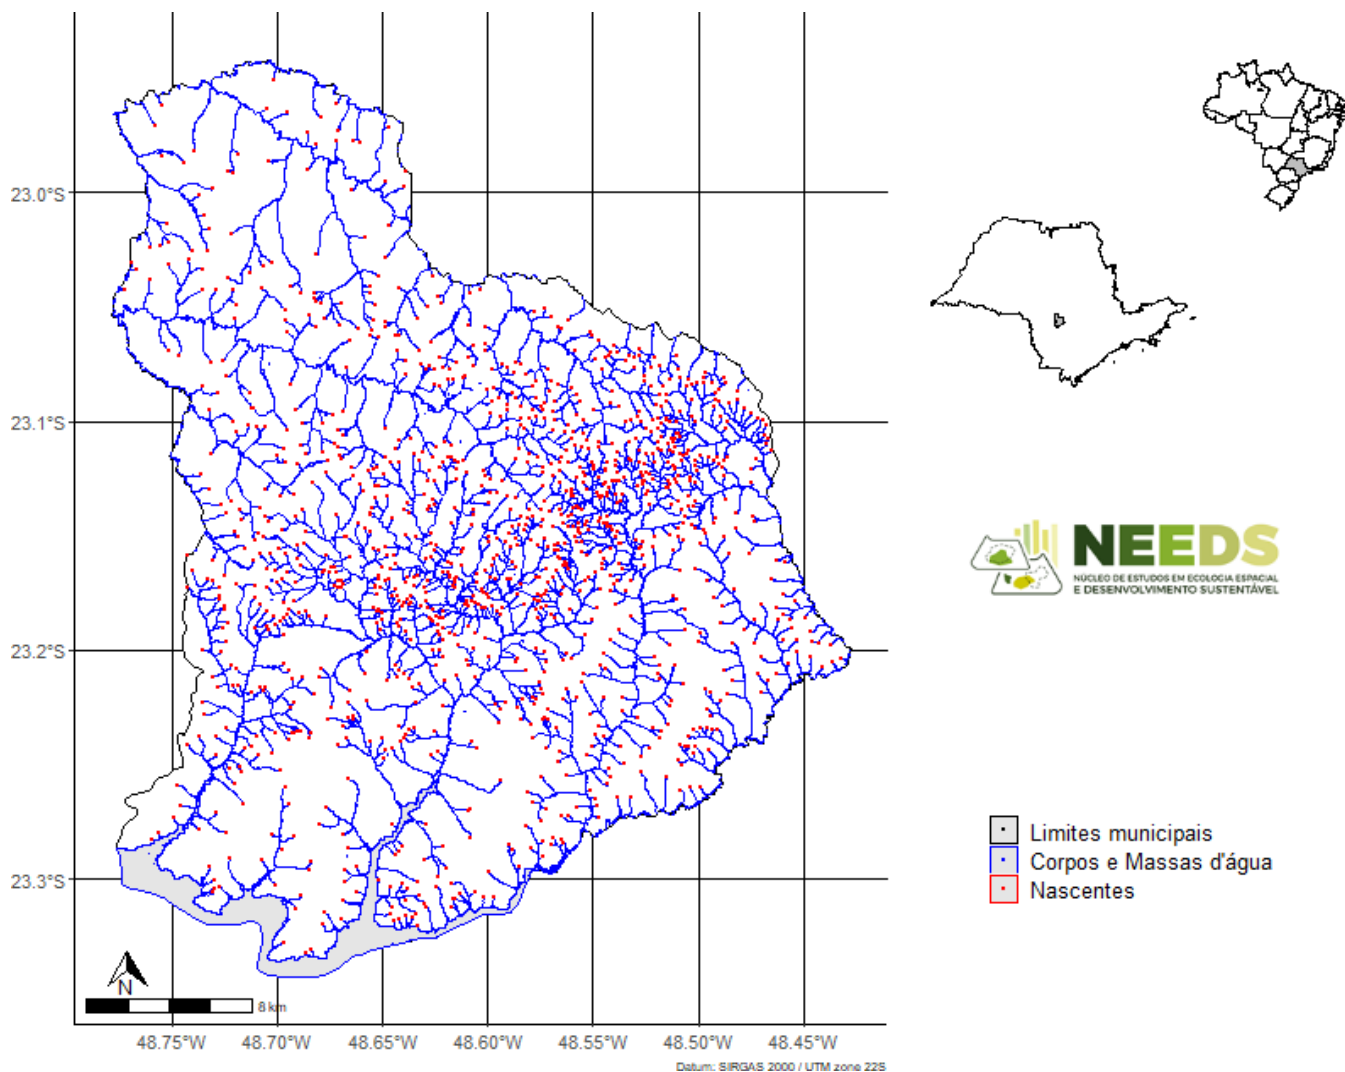 23.0°S
23.1°S
23.2°S
23.3°S
N
8 km
48.75°W
48.70°W
48.65°W
48.60°W
48.55°W
48.50°W
48.45°W
Datum: SIRGAS 2000 / UTM zone 22S
NEEDS
NÚCLEO DE ESTUDOS EM ECOLOGIA ESPACIAL
E DESENVOLVIMENTO SUSTENTÁVEL
Limites municipais
Corpos e Massas d'água
Nascentes